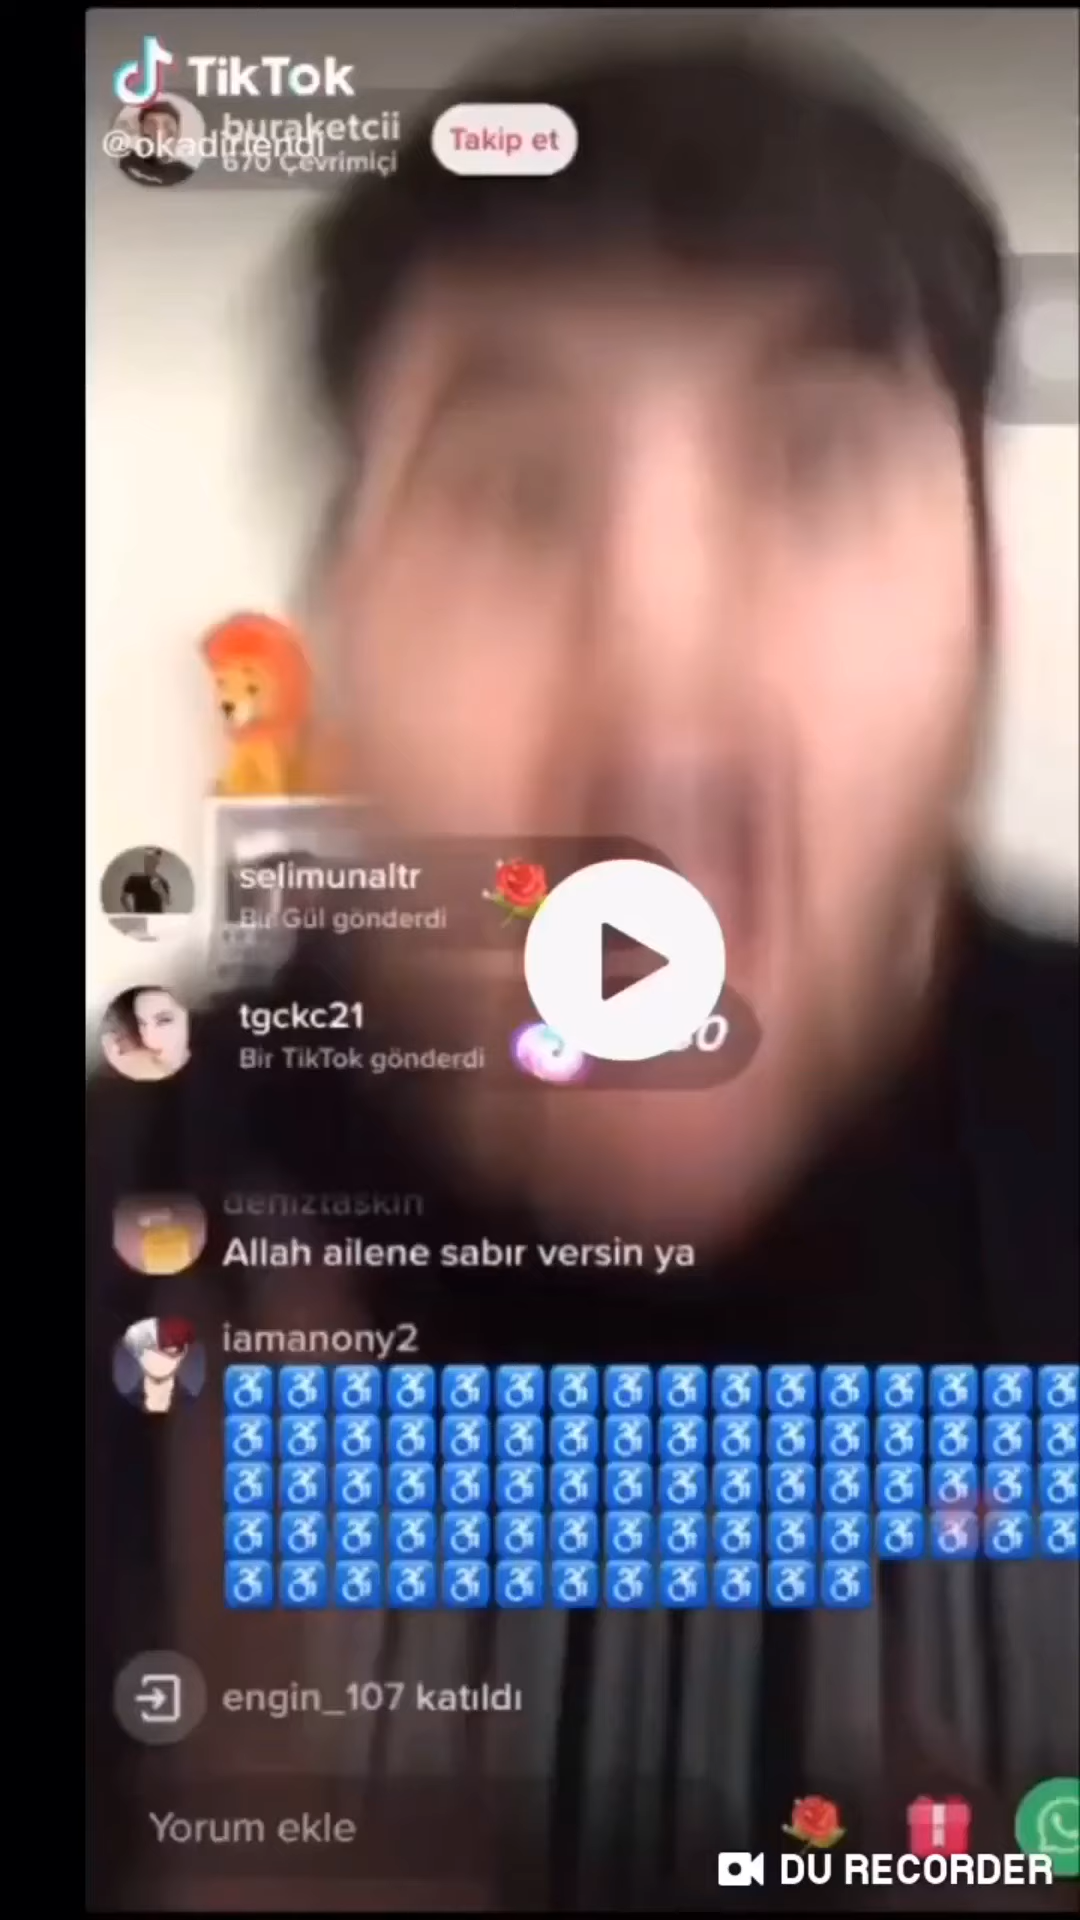 TikTok
buraketcii
@okadirlendi
670 Çevrimiçi
Takip et
selimunaltr
Bir Gül gönderdi
tgckc21
Bir TikTok gönderdi
deniztaskin
Allah ailene sabır versin ya
iamanony2
engin_107 katıldı
Yorum ekle
DU RECORDER